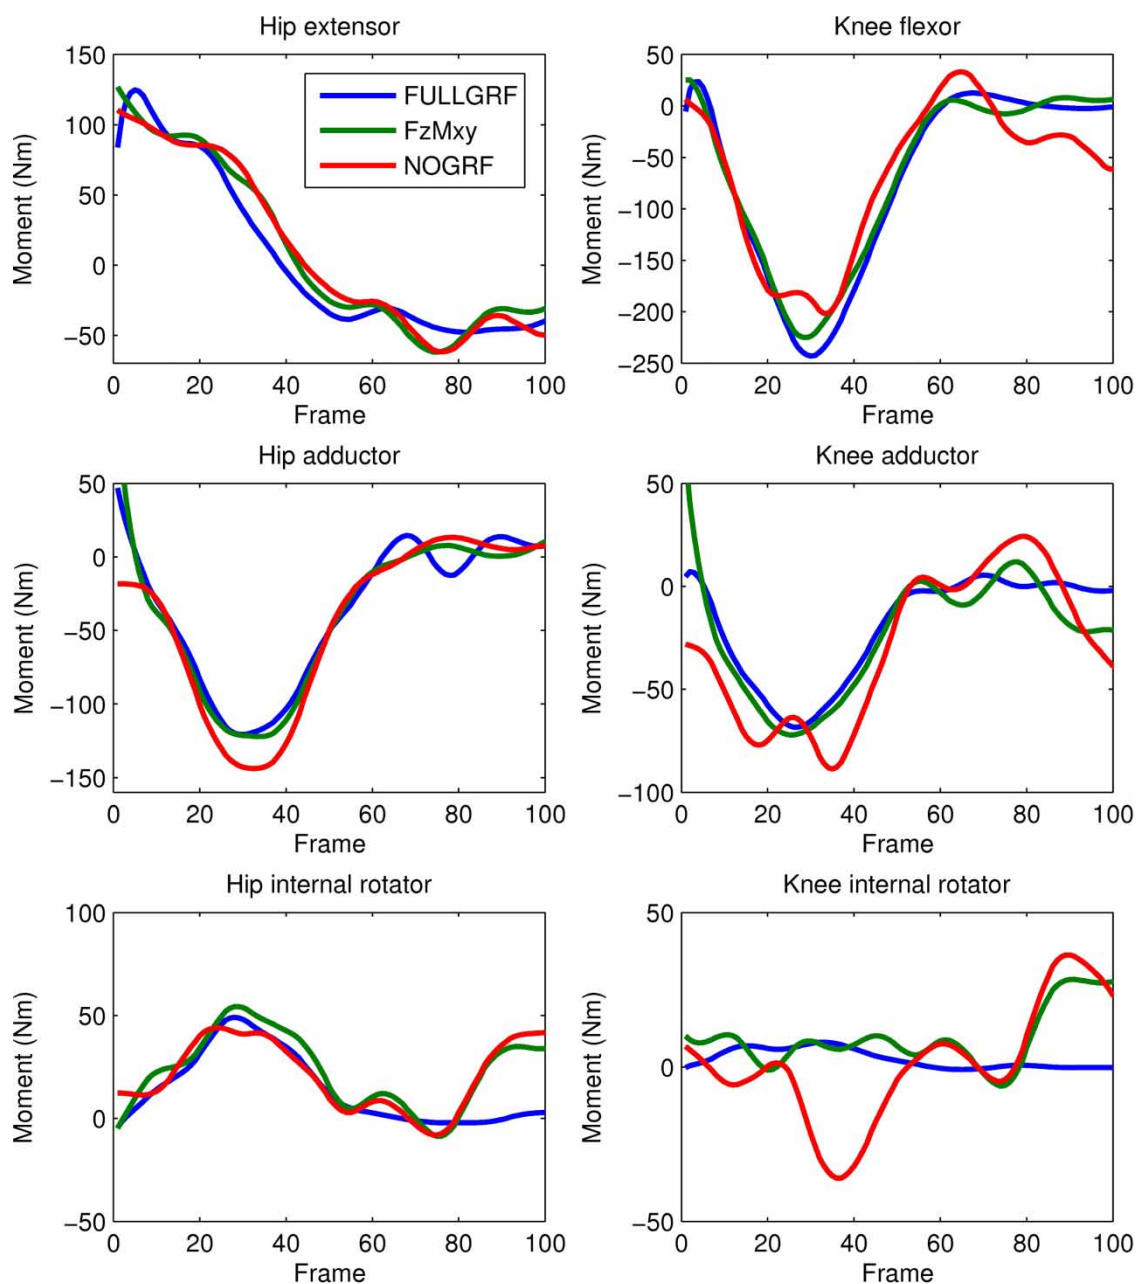 Hip extensor
150
100
50
0
−50
0 20 40 60 80 100
Moment (Nm)
Frame
FULLGRF
FzMxy
NOGRF
Knee flexor
50
0
−50
−100
−150
−200
−250
0 20 40 60 80 100
Moment (Nm)
Frame
Hip adductor
50
0
−50
−100
−150
0 20 40 60 80 100
Moment (Nm)
Frame
Knee adductor
50
0
−50
−100
0 20 40 60 80 100
Moment (Nm)
Frame
Hip internal rotator
100
50
0
−50
0 20 40 60 80 100
Moment (Nm)
Frame
Knee internal rotator
50
0
−50
0 20 40 60 80 100
Moment (Nm)
Frame